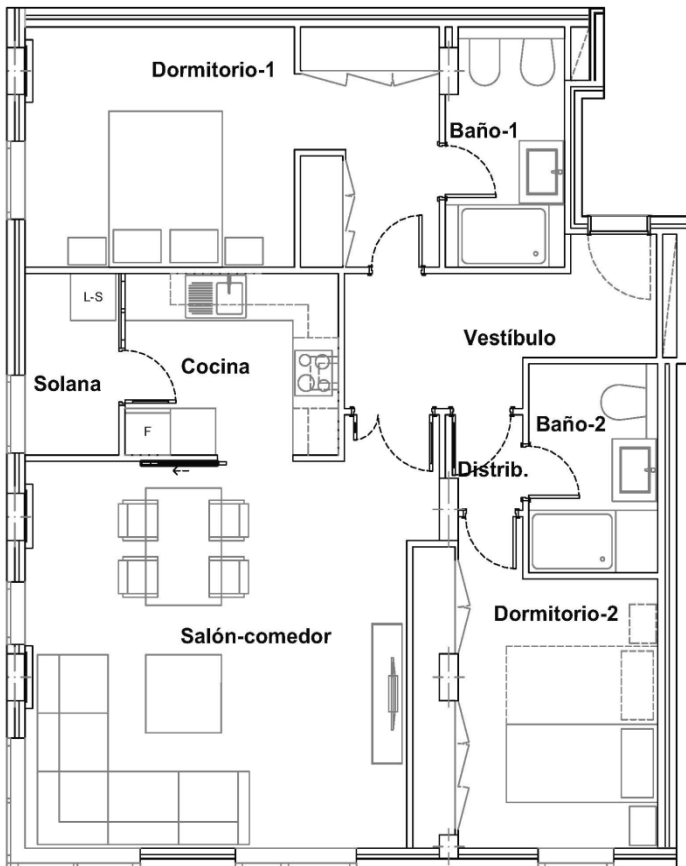 Dormitorio-1
Baño-1
L-S
Vestíbulo
Cocina
Solana
Baño-2
F
Distrib.
Dormitorio-2
Salón-comedor